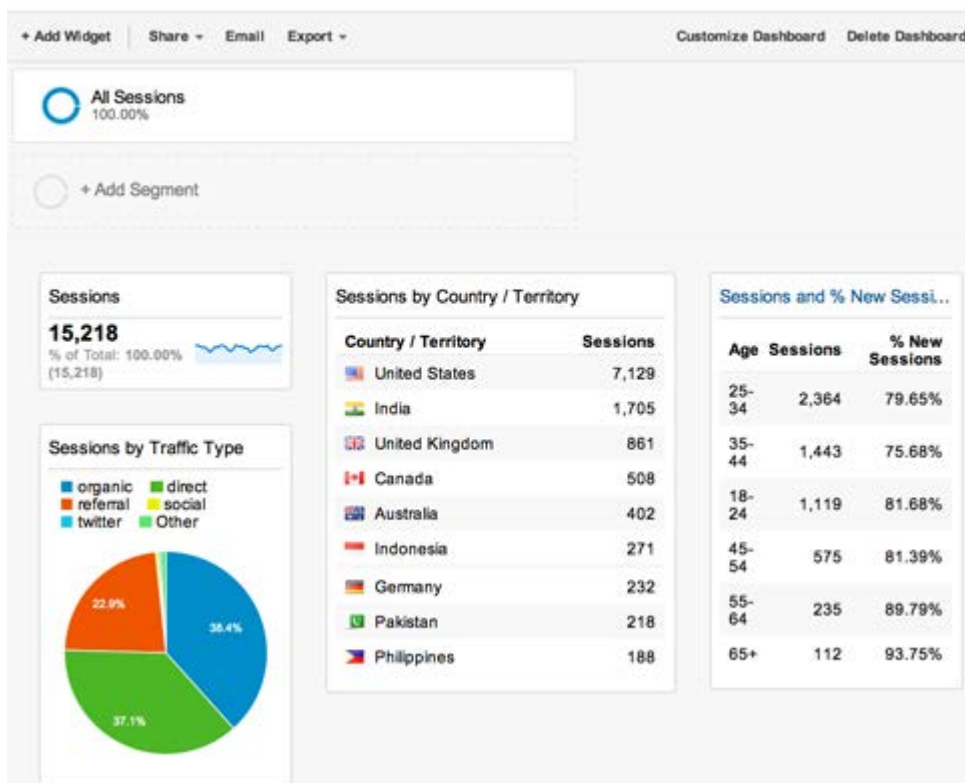 + Add Widget Share Email Export Customize Dashboard Delete Dashboard
All Sessions
100.00%
+ Add Segment
Sessions
15,218
% of Total: 100.00%
(15,218)
Sessions by Traffic Type
organic direct
referral social
twitter Other
22.9%
38.4%
37.1%
Sessions by Country / Territory
Country / Territory Sessions
United States 7,129
India 1,705
United Kingdom 861
Canada 508
Australia 402
Indonesia 271
Germany 232
Pakistan 218
Philippines 188
Sessions and % New Sessi...
Age Sessions % New
Sessions
25-
34 2,364 79.65%
35-
44 1,443 75.68%
18-
24 1,119 81.68%
45-
54 575 81.39%
55-
64 235 89.79%
65+ 112 93.75%